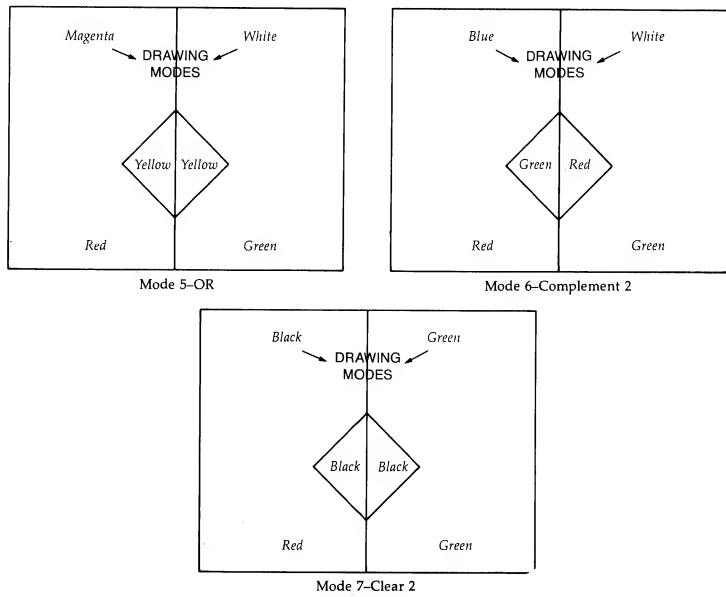 Magenta White
DRAWING
MODES
Yellow Yellow
Red Green
Mode 5–OR
Blue White
DRAWING
MODES
Green Red
Red Green
Mode 6–Complement 2
Black Green
DRAWING
MODES
Black Black
Red Green
Mode 7–Clear 2